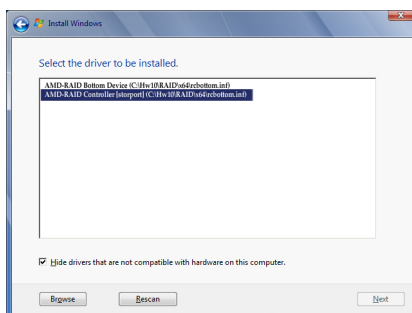 Install Windows
Select the driver to be installed.
AMD-RAID Bottom Device (C:\Hw10\RAID\x64\rcbottom.inf)
AMD-RAID Controller [storport] (C:\Hw10\RAID\x64\rcbottom.inf)
Hide drivers that are not compatible with hardware on this computer.
Browse Rescan Next